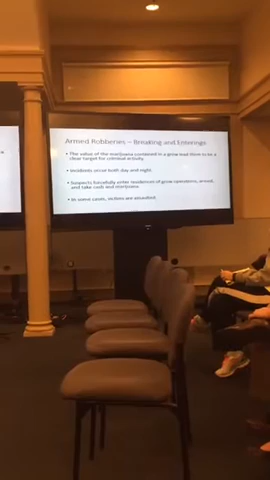 Armed Robberies – Breaking and Enterings
• The value of the marijuana contained in a grow lead them to be a
clear target for criminal activity.
• Incidents occur both day and night.
• Suspects forcefully enter residences of grow operations, armed,
and take cash and marijuana
• In some cases, victims are assaulted.